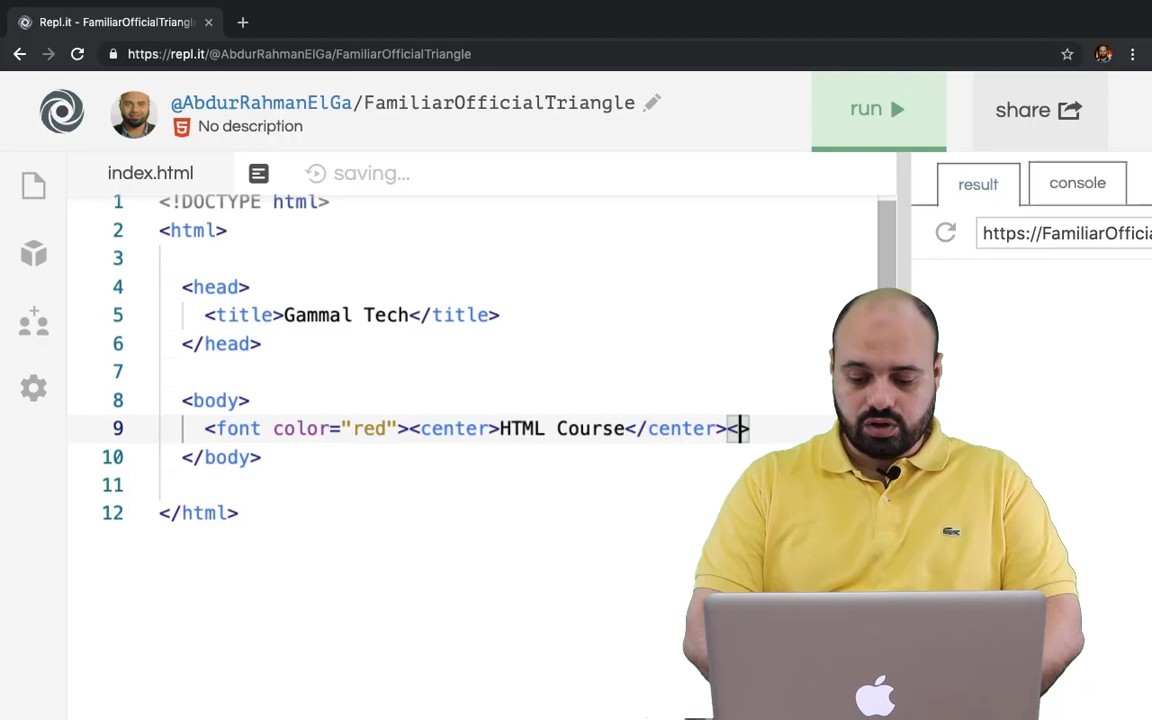 Repl.it - FamiliarOfficialTriangle
https://repl.it/@AbdurRahmanElGa/FamiliarOfficialTriangle
@AbdurRahmanElGa/FamiliarOfficialTriangle
No description
run
share
index.html
saving...
result
console
https://FamiliarOfficia
1 <!DOCTYPE html>
2 <html>
3
4 <head>
5 <title>Gammal Tech</title>
6 </head>
7
8 <body>
9 <font color="red"><center>HTML Course</center><>
10 </body>
11
12 </html>